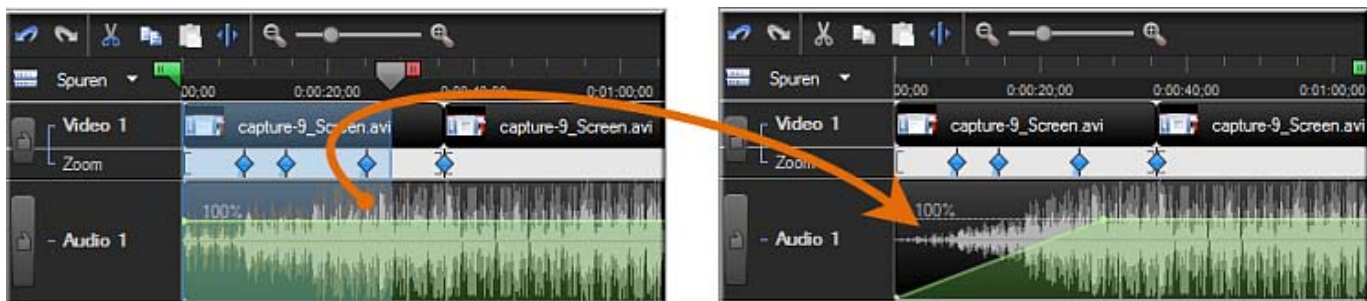 Spuren
00:00 0:00:20;00 0:00:40;00 0:01:00;00
Video 1
capture-9_Screen.avi capture-9_Screen.avi
Zoom
100%
Audio 1
Spuren
00;00 0:00:20;00 0:00:40;00 0:01:00;00
Video 1
capture-9_Screen.avi capture-9_Screen.avi
Zoom
100%
Audio 1